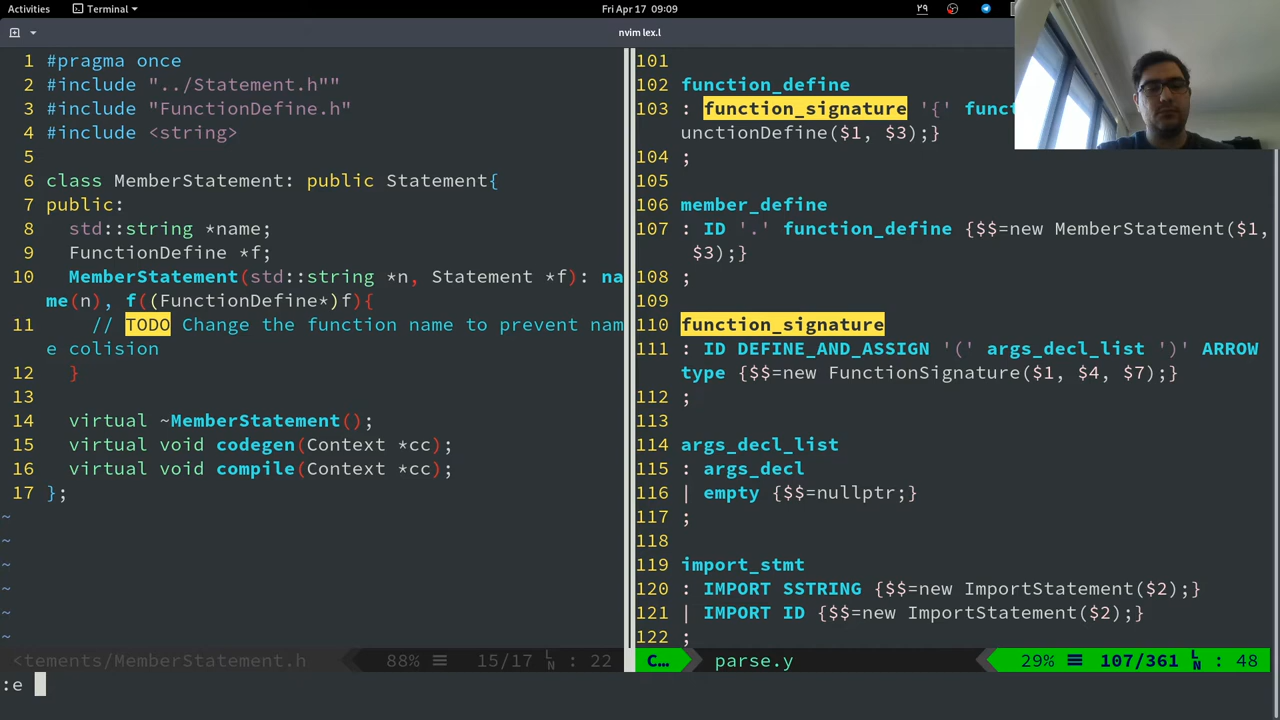 Activities
Terminal
Fri Apr 17 09:09
۲۹
nvim lex.l
1 #pragma once
2 #include "../Statement.h""
3 #include "FunctionDefine.h"
4 #include <string>
5
6 class MemberStatement: public Statement{
7 public:
8 std::string *name;
9 FunctionDefine *f;
10 MemberStatement(std::string *n, Statement *f): na
me(n), f((FunctionDefine*)f){
11 // TODO Change the function name to prevent nam
e colision
12 }
13
14 virtual ~MemberStatement();
15 virtual void codegen(Context *cc);
16 virtual void compile(Context *cc);
17 };
~
~
~
~
~
~
<tements/MemberStatement.h 88% ☰ 15/17 LN : 22
101
102 function_define
103 : function_signature '{' func
unctionDefine($1, $3);}
104 ;
105
106 member_define
107 : ID '.' function_define {$$=new MemberStatement($1,
$3);}
108 ;
109
110 function_signature
111 : ID DEFINE_AND_ASSIGN '(' args_decl_list ')' ARROW
type {$$=new FunctionSignature($1, $4, $7);}
112 ;
113
114 args_decl_list
115 : args_decl
116 | empty {$$=nullptr;}
117 ;
118
119 import_stmt
120 : IMPORT SSTRING {$$=new ImportStatement($2);}
121 | IMPORT ID {$$=new ImportStatement($2);}
122 ;
C… parse.y 29% ☰ 107/361 LN : 48
:e